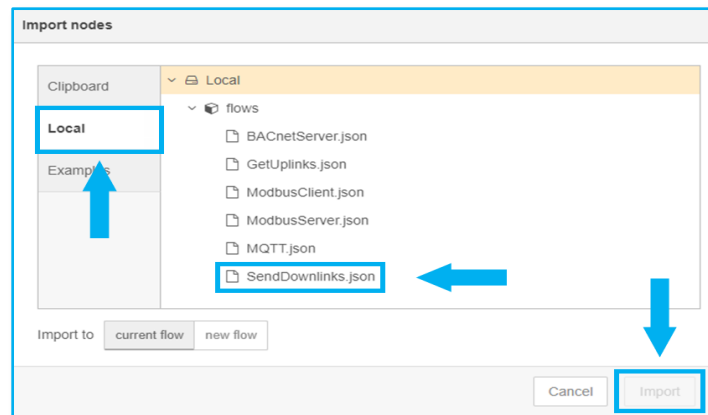 Import nodes
Clipboard
Local
Examples
Local
flows
BACnetServer.json
GetUplinks.json
ModbusClient.json
ModbusServer.json
MQTT.json
SendDownlinks.json
Import to current flow new flow
Cancel Import